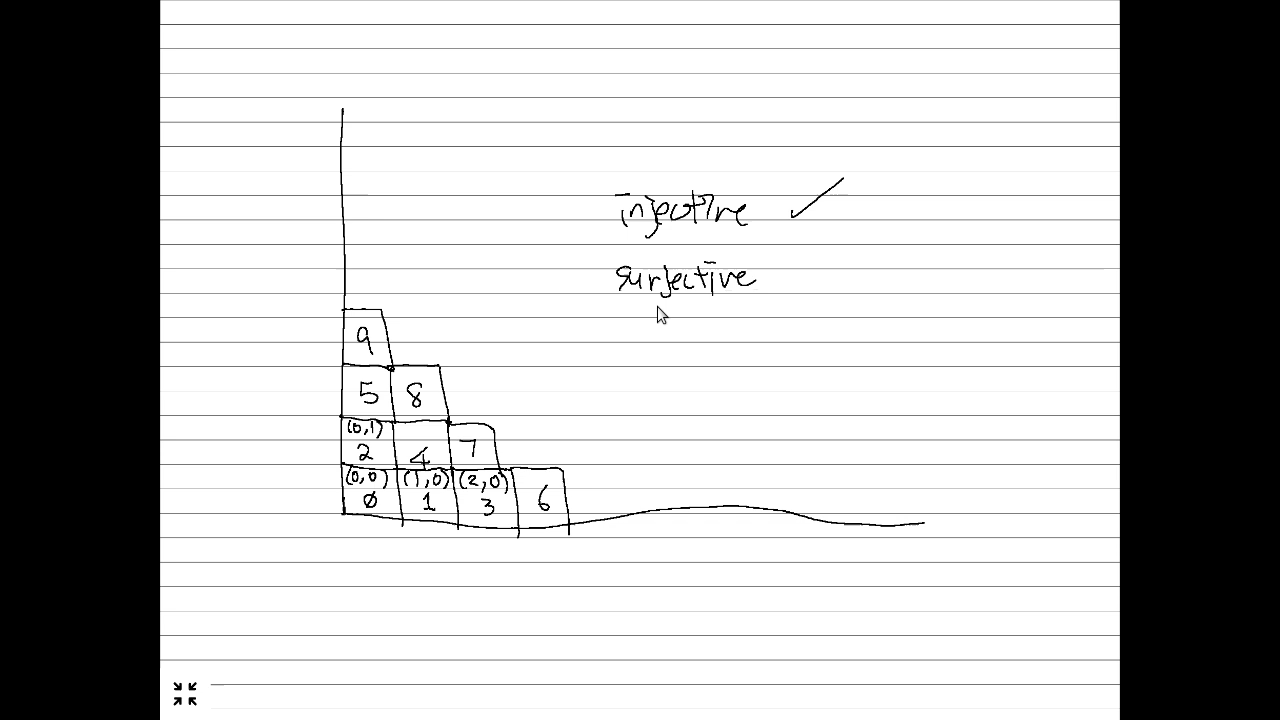 injective ✓
surjective
9
5 8
(0,1)
2 4 7
(0,0) (1,0) (2,0)
0 1 3 6